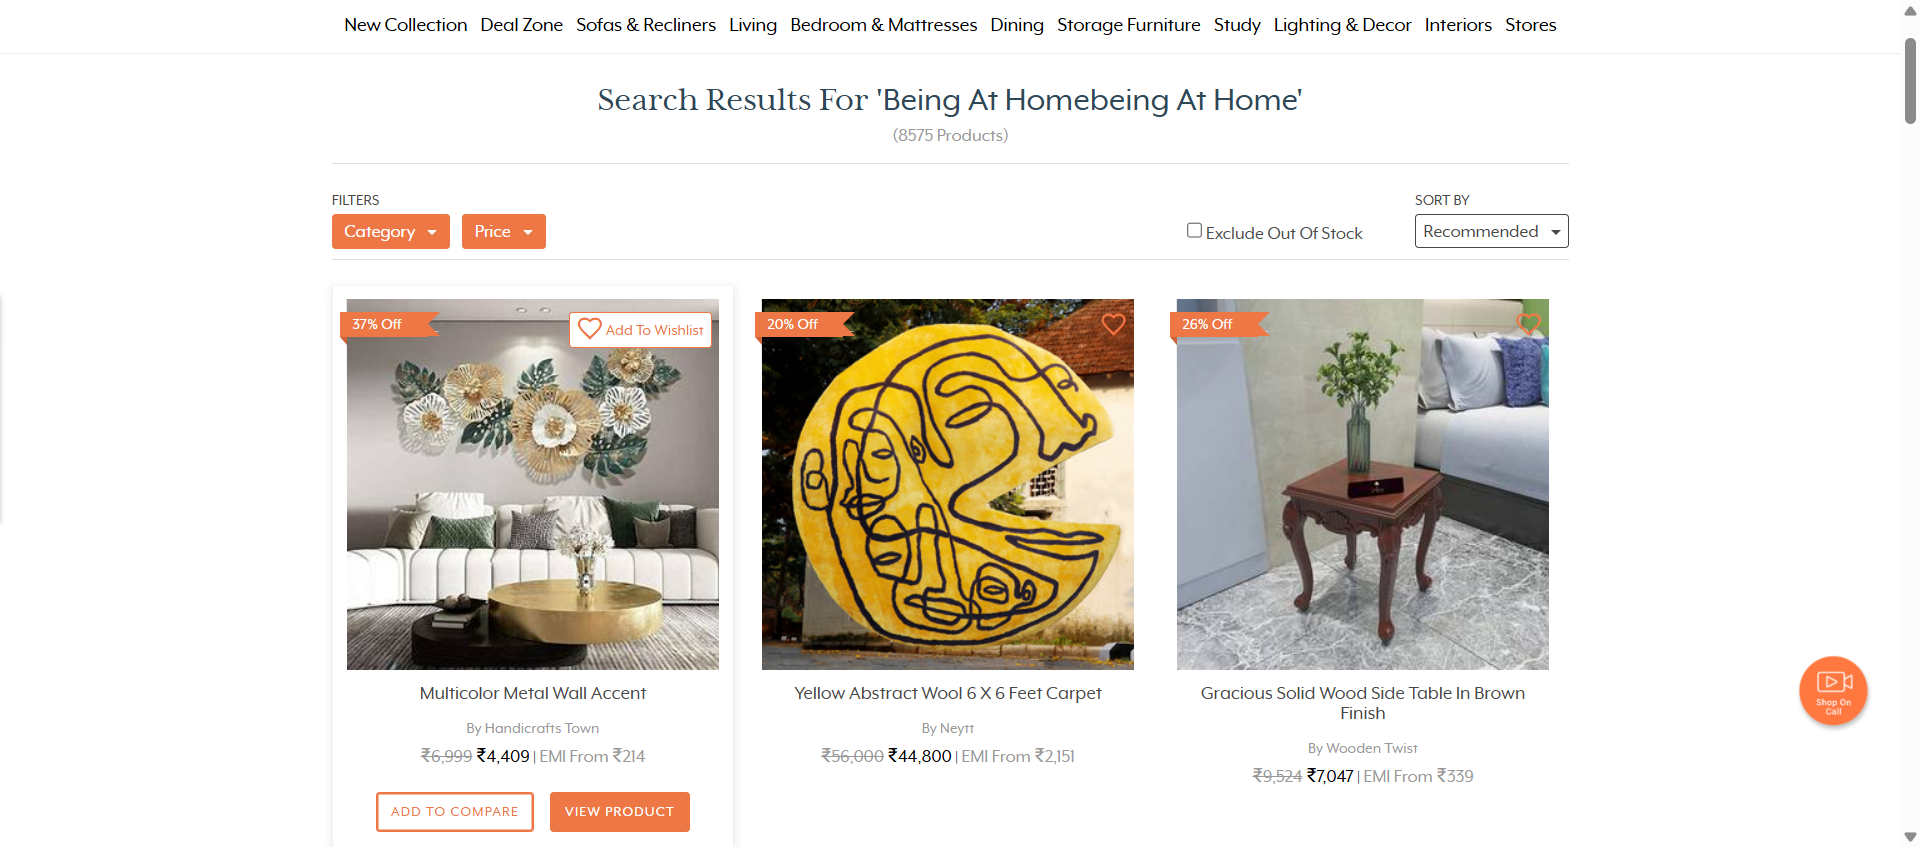 New Collection Deal Zone Sofas & Recliners Living Bedroom & Mattresses Dining Storage Furniture Study Lighting & Decor Interiors Stores
Search Results For 'Being At Homebeing At Home'
(8575 Products)
FILTERS
Category Price
Exclude Out Of Stock
SORT BY
Recommended
37% Off
Add To Wishlist
Multicolor Metal Wall Accent
By Handicrafts Town
₹6,999 ₹4,409 | EMI From ₹214
ADD TO COMPARE VIEW PRODUCT
20% Off
Yellow Abstract Wool 6 X 6 Feet Carpet
By Neytt
₹56,000 ₹44,800 | EMI From ₹2,151
26% Off
Gracious Solid Wood Side Table In Brown
Finish
By Wooden Twist
₹9,524 ₹7,047 | EMI From ₹339
Shop On
Call